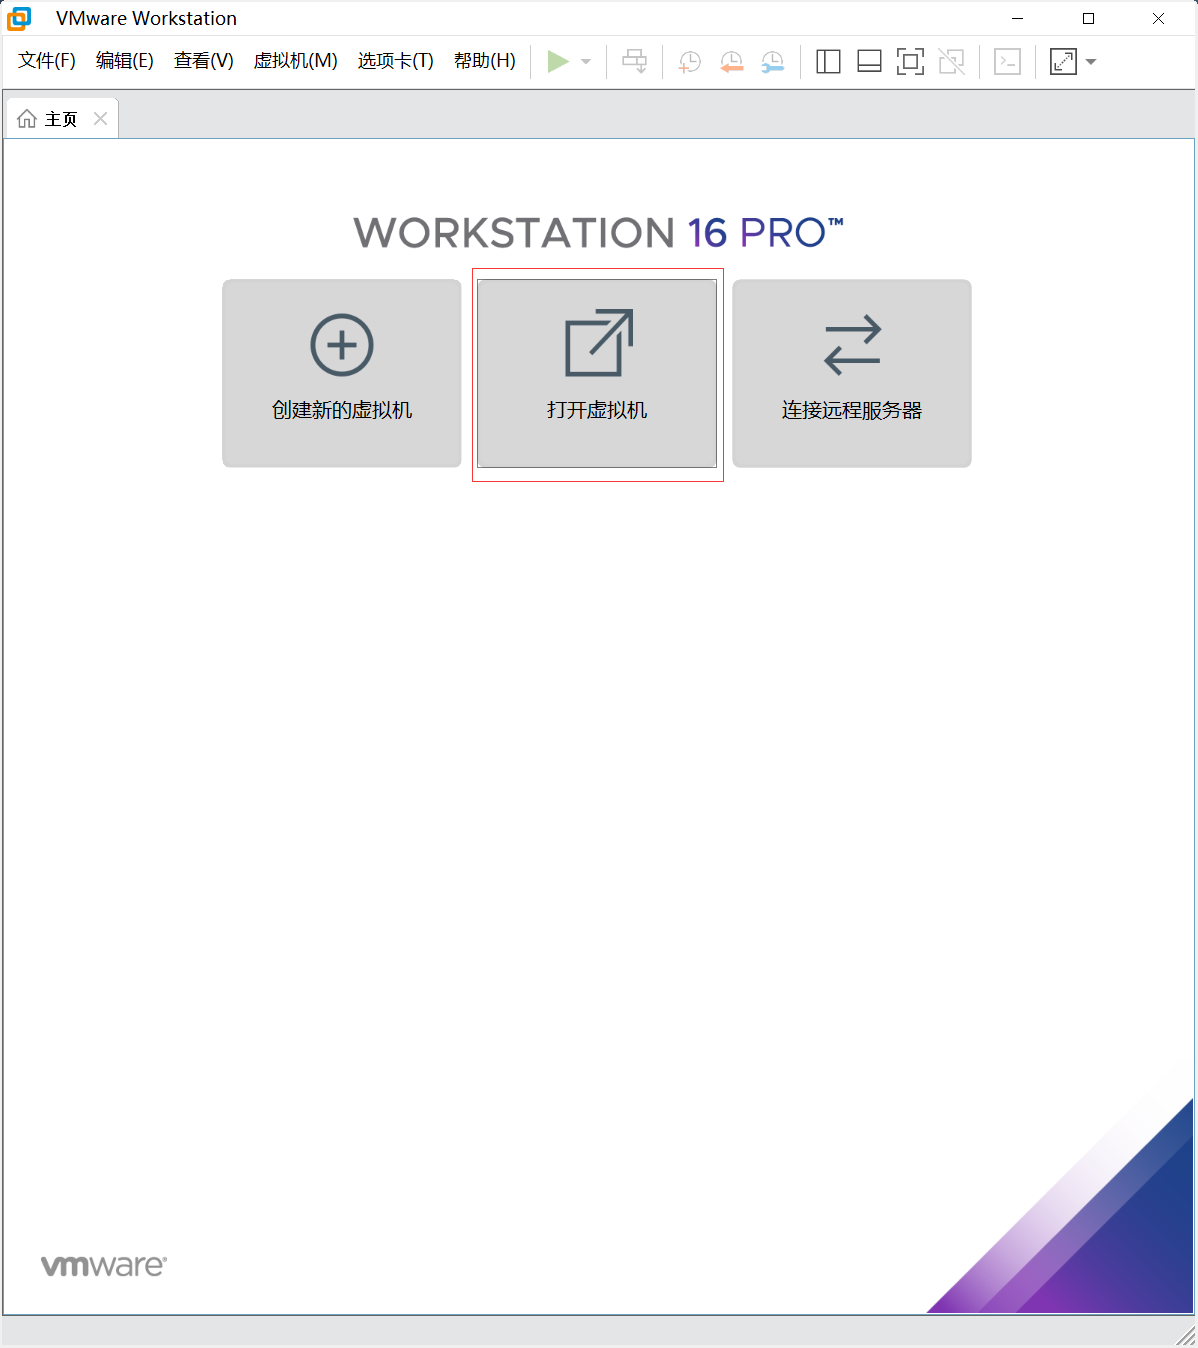 VMware Workstation
文件(F) 编辑(E) 查看(V) 虚拟机(M) 选项卡(T) 帮助(H)
主页
WORKSTATION 16 PRO™
创建新的虚拟机 打开虚拟机 连接远程服务器
vmware®